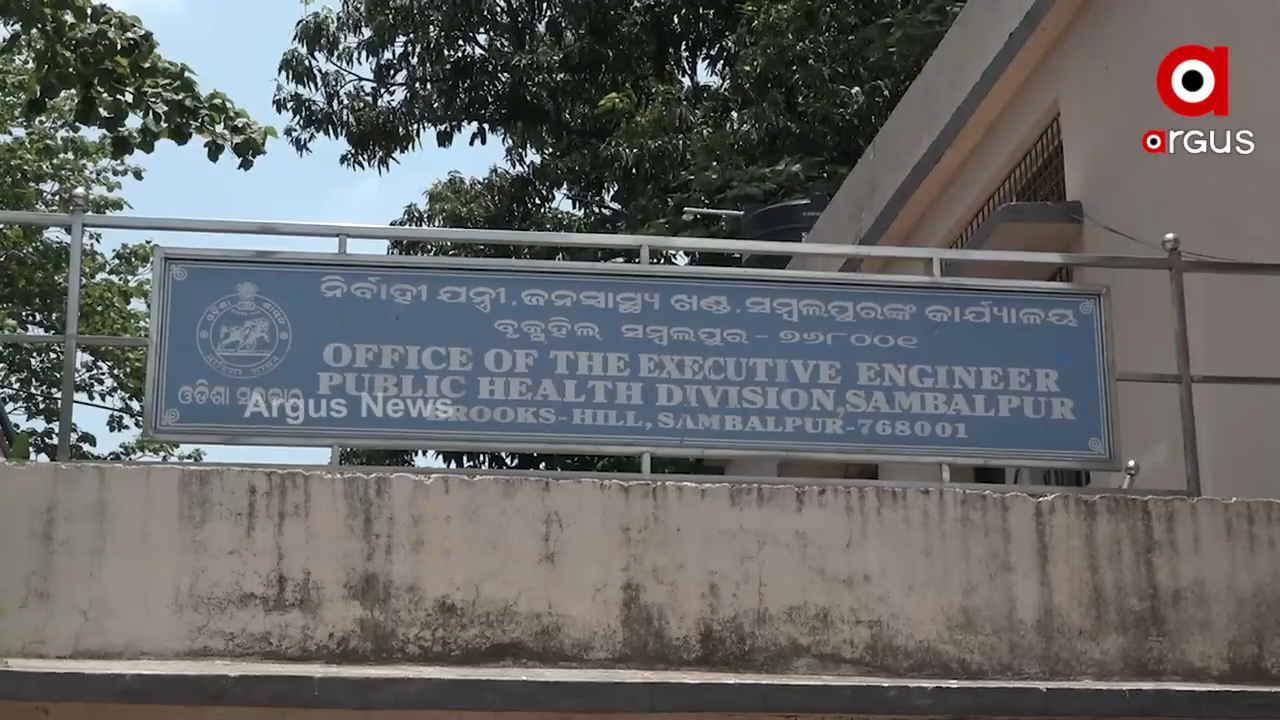 argus
ନିର୍ବାହୀ ଯନ୍ତ୍ରୀ, ଜନସ୍ୱାସ୍ଥ୍ୟ ଖଣ୍ଡ, ସମ୍ବଲପୁରଙ୍କ କାର୍ଯ୍ୟାଳୟ
ବୃକ୍ସହିଲ୍ ସମ୍ବଲପୁର - ୭୬୮୦୦୧
OFFICE OF THE EXECUTIVE ENGINEER
PUBLIC HEALTH DIVISION, SAMBALPUR
BROOKS-HILL, SAMBALPUR-768001
ଓଡିଶା ସରକାର
Argus News